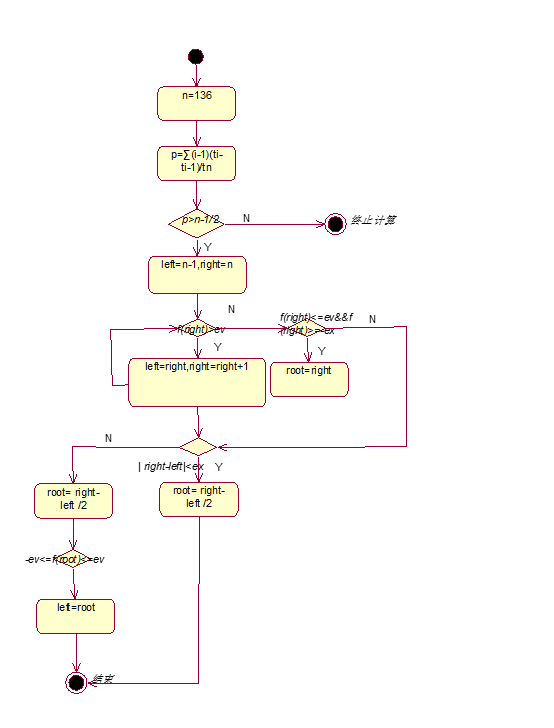 n=136
p=∑(i-1)(ti-
ti-1)/tn
p>n-1/2
N
终止计算
Y
left=n-1,right=n
N
f(right)>ev
f(right)<=ev&&f
(right)>=-ex
N
Y
Y
left=right,right=right+1
root=right
N
| right-left|<ex
Y
root= right-
left /2
root= right-
left /2
-ev<=f(root)<=ev
left=root
结束